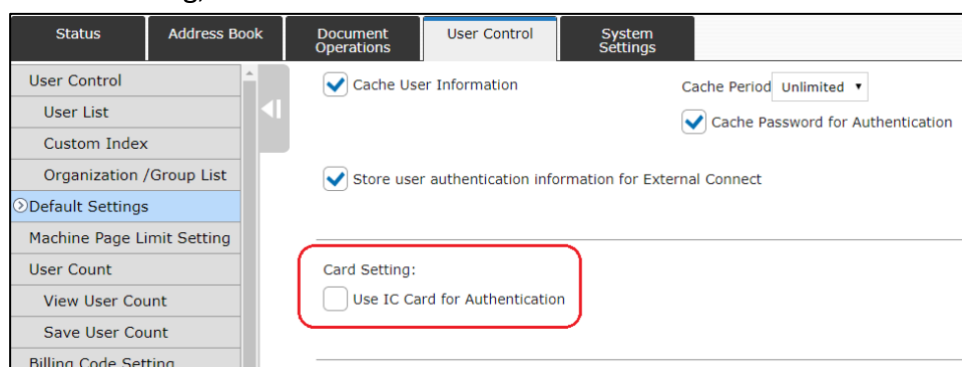 Status
Address Book
Document Operations
User Control
System Settings
User Control
User List
Custom Index
Organization /Group List
Default Settings
Machine Page Limit Setting
User Count
View User Count
Save User Count
Billing Code Setting
Cache User Information
Cache Period Unlimited
Cache Password for Authentication
Store user authentication information for External Connect
Card Setting:
Use IC Card for Authentication